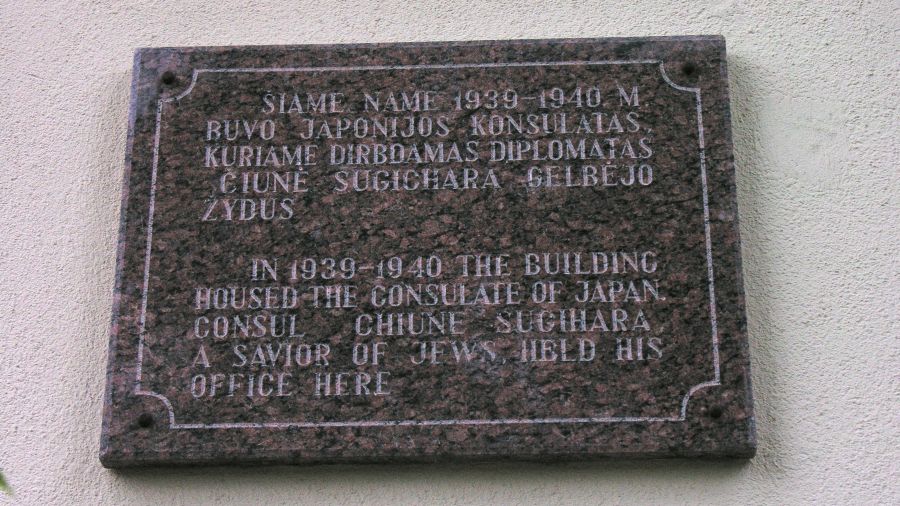 ŠIAME NAME 1939-1940 M.
BUVO JAPONIJOS KONSULATAS,
KURIAME DIRBDAMAS DIPLOMATAS
ČIUNĖ SUGICHARA GELBĖJO
ŽYDUS
IN 1939-1940 THE BUILDING
HOUSED THE CONSULATE OF JAPAN.
CONSUL CHIUNE SUGIHARA,
A SAVIOR OF JEWS, HELD HIS
OFFICE HERE